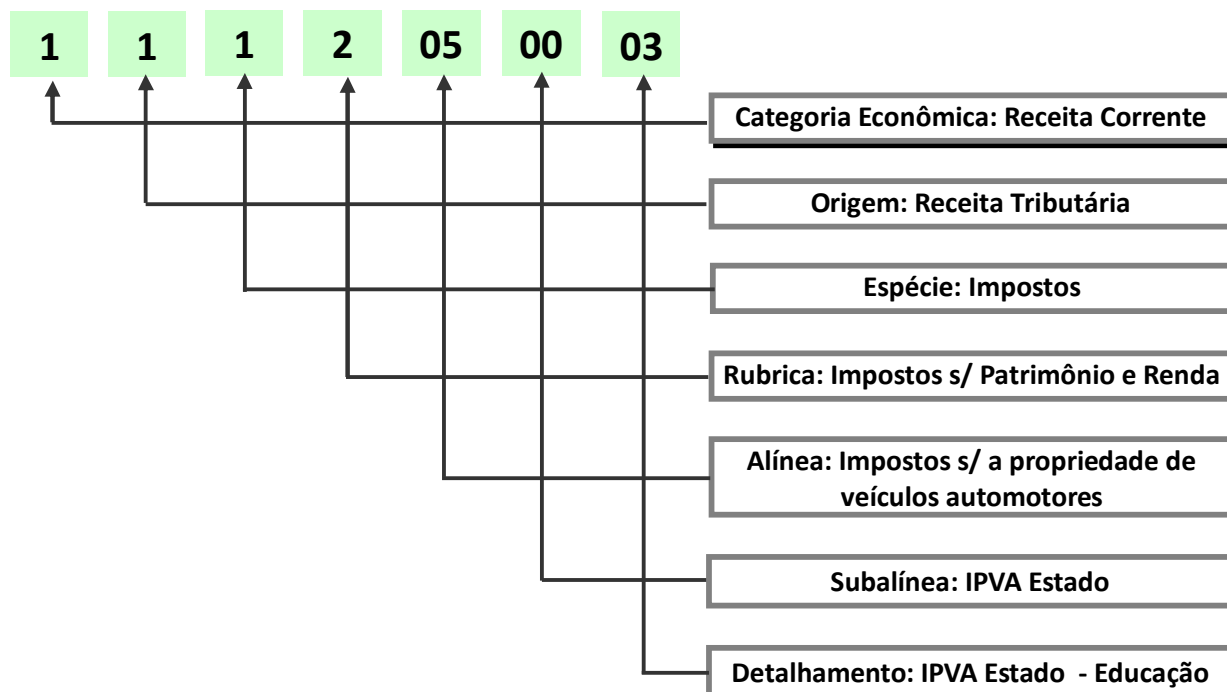 1 1 1 2 05 00 03
Categoria Econômica: Receita Corrente
Origem: Receita Tributária
Espécie: Impostos
Rubrica: Impostos s/ Patrimônio e Renda
Alínea: Impostos s/ a propriedade de
veículos automotores
Subalínea: IPVA Estado
Detalhamento: IPVA Estado - Educação